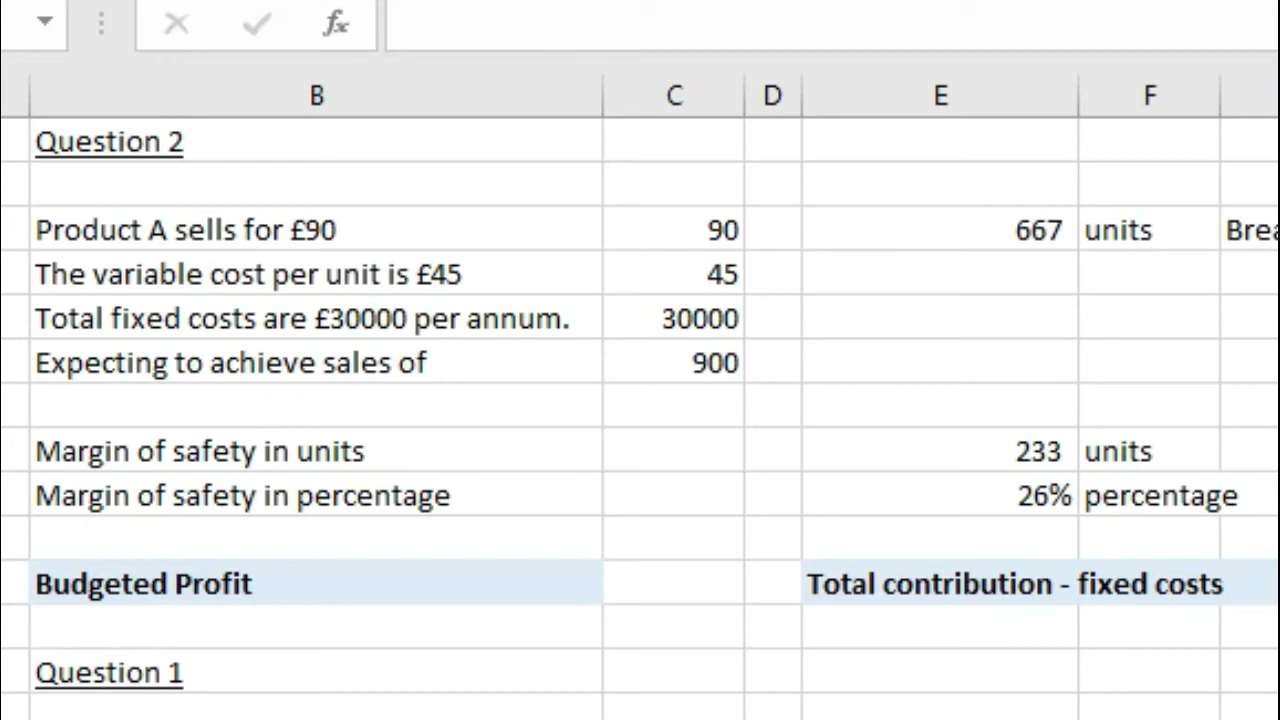 fx
B C D E F
Question 2
Product A sells for £90 90 667 units Brea
The variable cost per unit is £45 45
Total fixed costs are £30000 per annum. 30000
Expecting to achieve sales of 900
Margin of safety in units 233 units
Margin of safety in percentage 26% percentage
Budgeted Profit Total contribution - fixed costs
Question 1